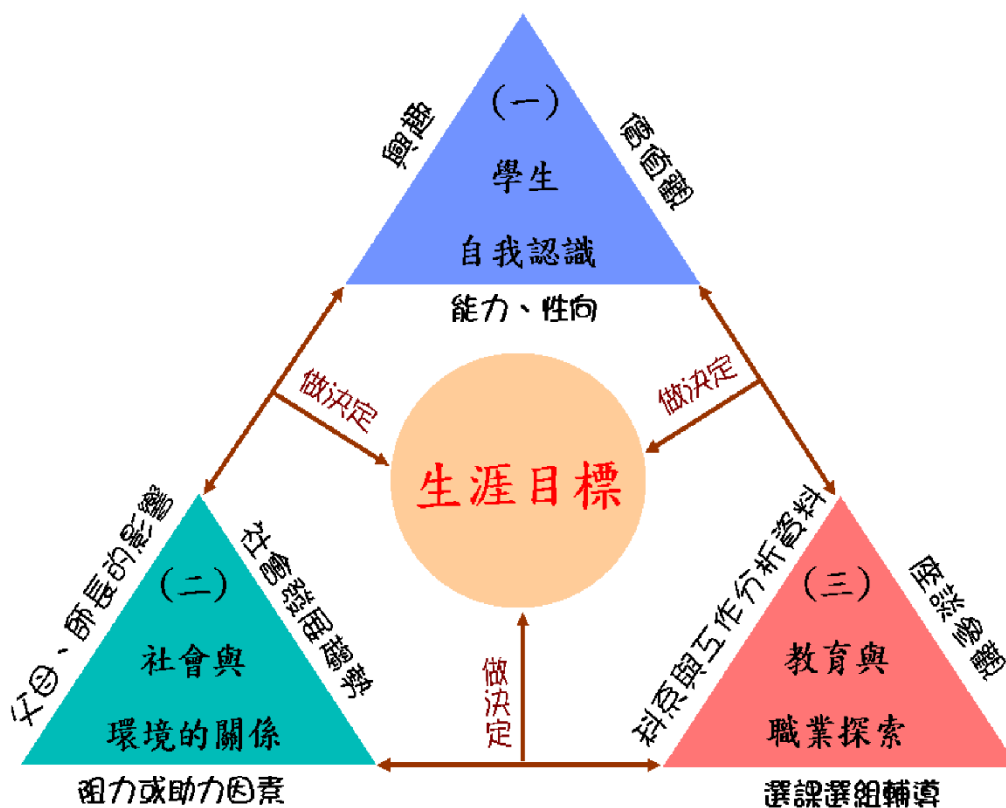 (一)
學生
自我認識
興趣
價值觀
能力、性向
做決定
做決定
生涯目標
父母、師長的影響
社會發展趨勢
(二)
社會與
環境的關係
阻力或助力因素
做決定
科系與工作分析資料
座談參觀
(三)
教育與
職業探索
選課選組輔導